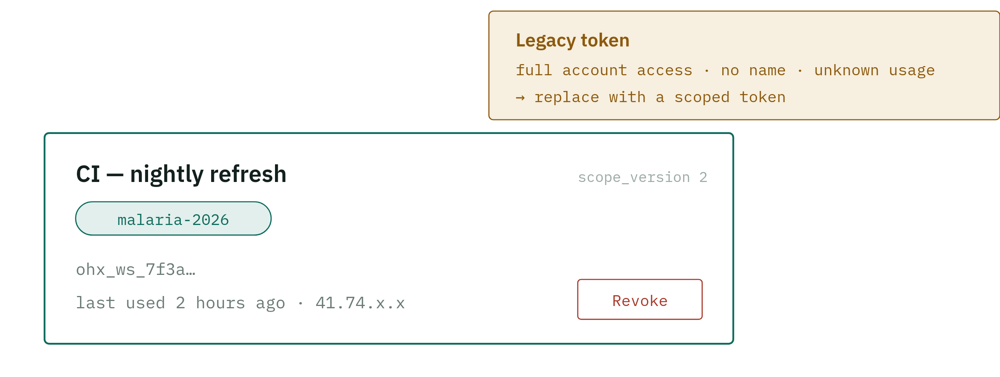 Legacy token
full account access · no name · unknown usage
→ replace with a scoped token
CI — nightly refresh
scope_version 2
malaria-2026
ohx_ws_7f3a…
last used 2 hours ago · 41.74.x.x
Revoke